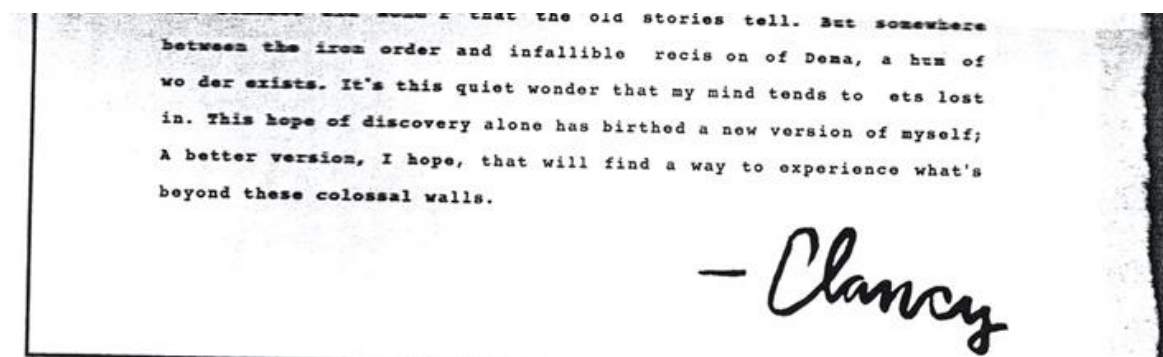 that the old stories tell. But somewhere
between the iron order and infallible recis on of Dema, a hum of
wo der exists. It's this quiet wonder that my mind tends to ets lost
in. This hope of discovery alone has birthed a new version of myself;
A better version, I hope, that will find a way to experience what's
beyond these colossal walls.
— Clancy